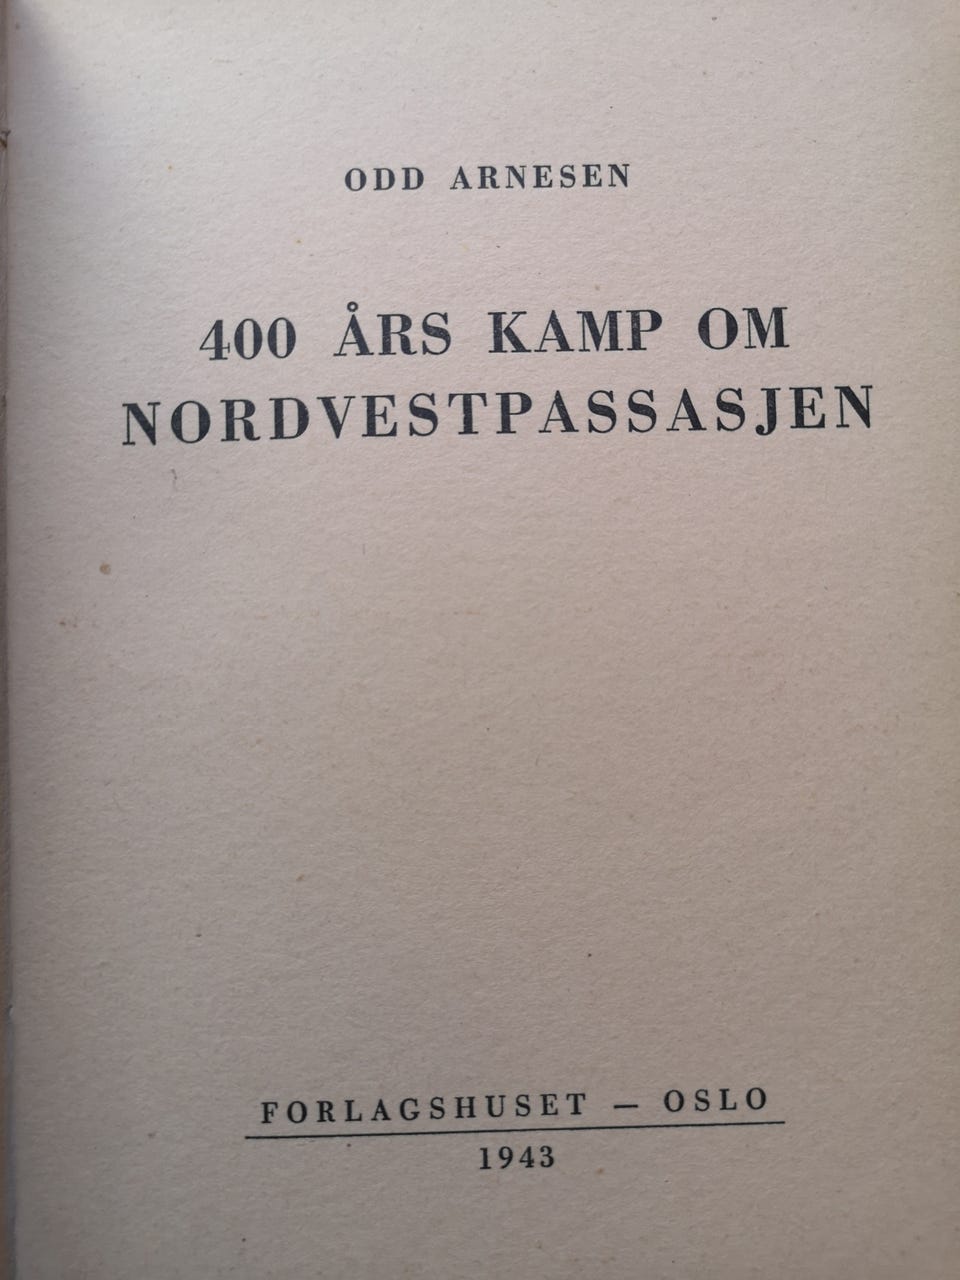 ODD ARNESEN
400 ÅRS KAMP OM
NORDVESTPASSASJEN
FORLAGSHUSET — OSLO
1943